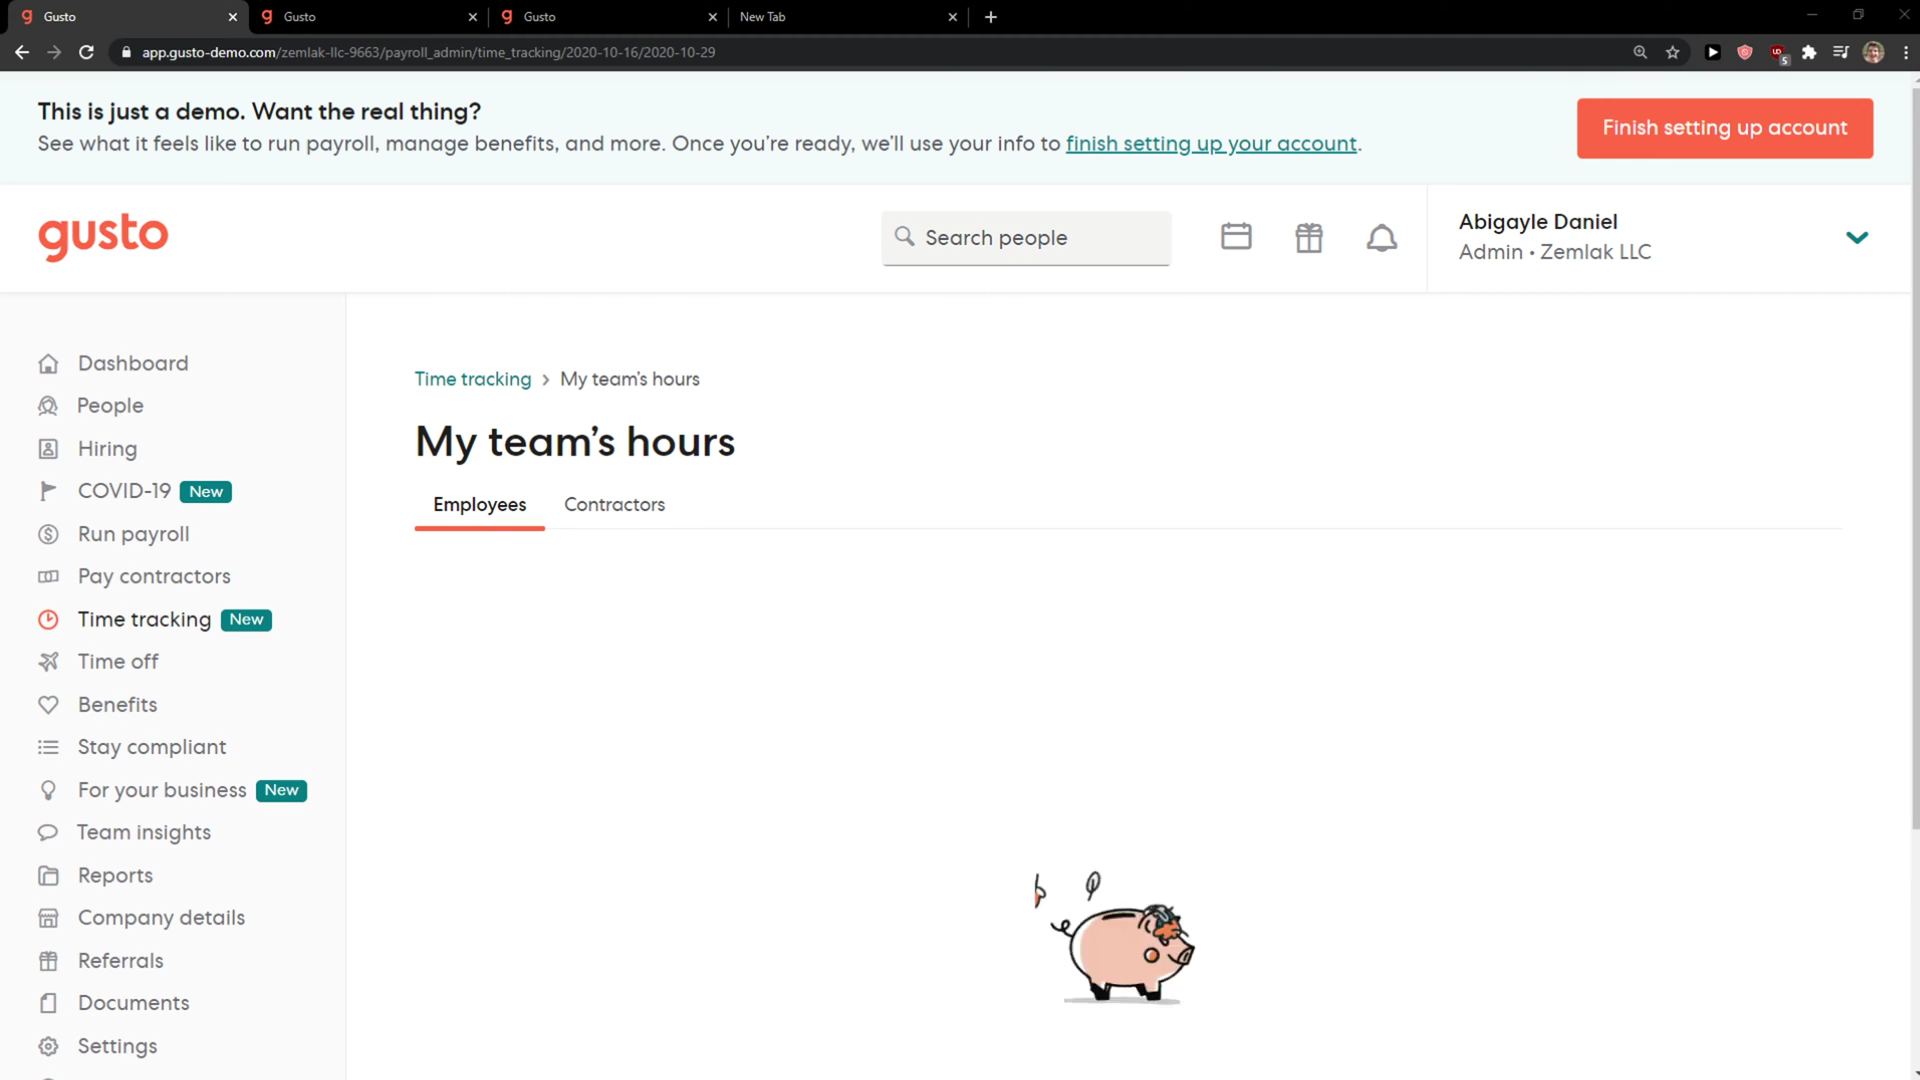 Gusto
Gusto
Gusto
New Tab
app.gusto-demo.com/zemlak-llc-9663/payroll_admin/time_tracking/2020-10-16/2020-10-29
5
This is just a demo. Want the real thing?
See what it feels like to run payroll, manage benefits, and more. Once you're ready, we'll use your info to finish setting up your account.
Finish setting up account
gusto
Search people
Abigayle Daniel
Admin • Zemlak LLC
Dashboard
People
Hiring
COVID-19 New
Run payroll
Pay contractors
Time tracking New
Time off
Benefits
Stay compliant
For your business New
Team insights
Reports
Company details
Referrals
Documents
Settings
Time tracking > My team's hours
My team's hours
Employees Contractors